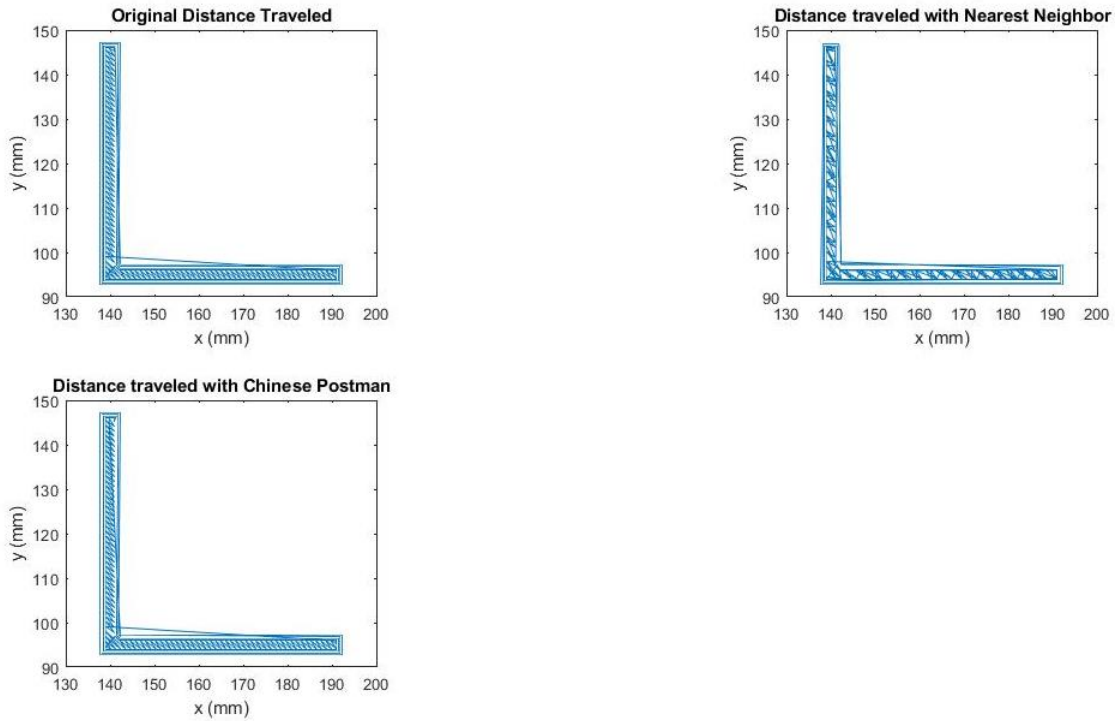 Original Distance Traveled
150
140
130
120
110
100
90
y (mm)
130 140 150 160 170 180 190 200
x (mm)
Distance traveled with Nearest Neighbor
150
140
130
120
110
100
90
y (mm)
130 140 150 160 170 180 190 200
x (mm)
Distance traveled with Chinese Postman
150
140
130
120
110
100
90
y (mm)
130 140 150 160 170 180 190 200
x (mm)